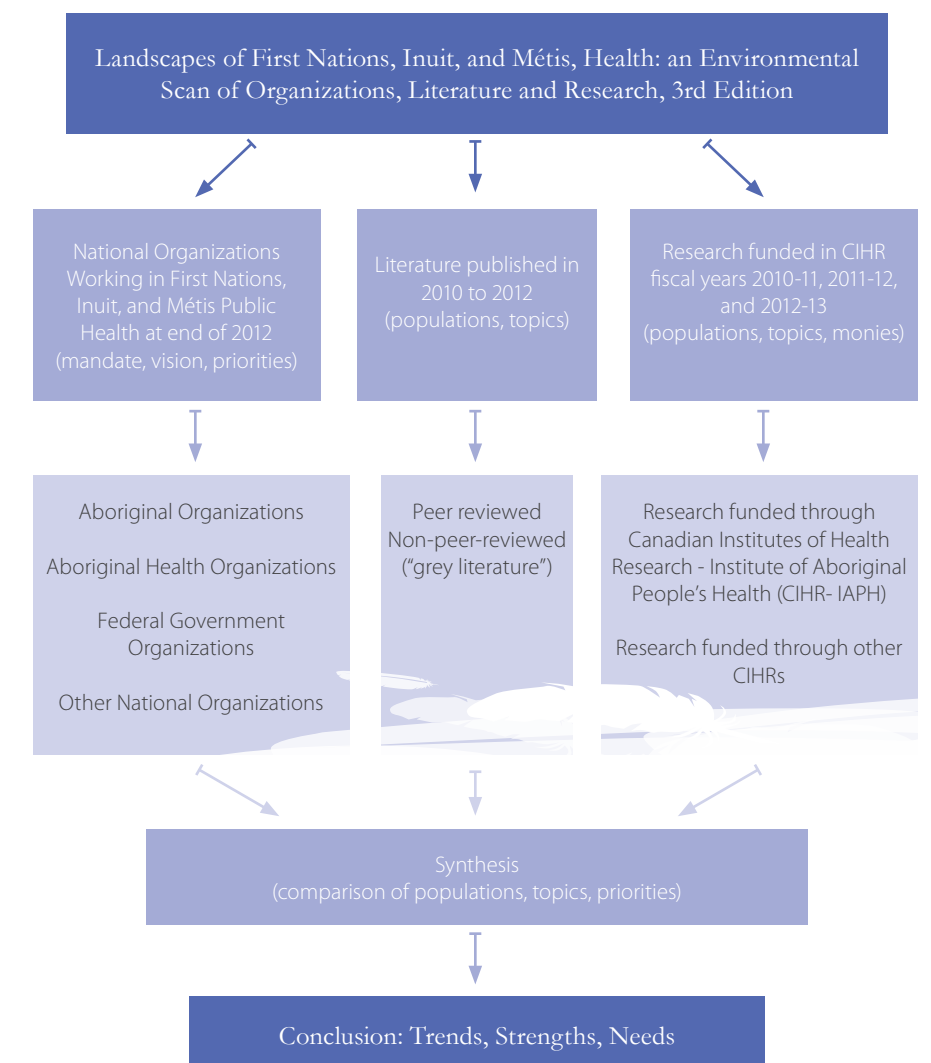 Landscapes of First Nations, Inuit, and Métis, Health: an Environmental
Scan of Organizations, Literature and Research, 3rd Edition
National Organizations
Working in First Nations,
Inuit, and Métis Public
Health at end of 2012
(mandate, vision, priorities)
Literature published in
2010 to 2012
(populations, topics)
Research funded in CIHR
fiscal years 2010-11, 2011-12,
and 2012-13
(populations, topics, monies)
Aboriginal Organizations
Aboriginal Health Organizations
Federal Government
Organizations
Other National Organizations
Peer reviewed
Non-peer-reviewed
(“grey literature”)
Research funded through
Canadian Institutes of Health
Research - Institute of Aboriginal
People’s Health (CIHR- IAPH)
Research funded through other
CIHRs
Synthesis
(comparison of populations, topics, priorities)
Conclusion: Trends, Strengths, Needs